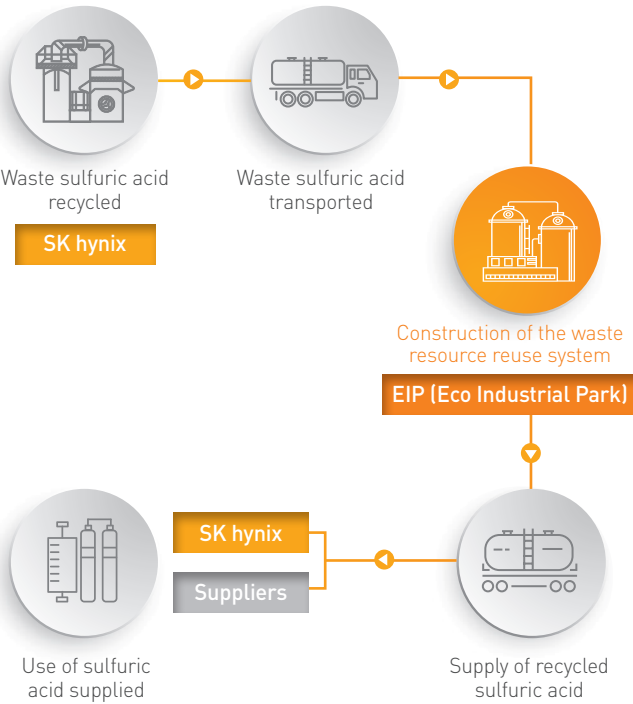 Waste sulfuric acid
recycled
SK hynix
Waste sulfuric acid
transported
Construction of the waste
resource reuse system
EIP (Eco Industrial Park)
SK hynix
Suppliers
Use of sulfuric
acid supplied
Supply of recycled
sulfuric acid